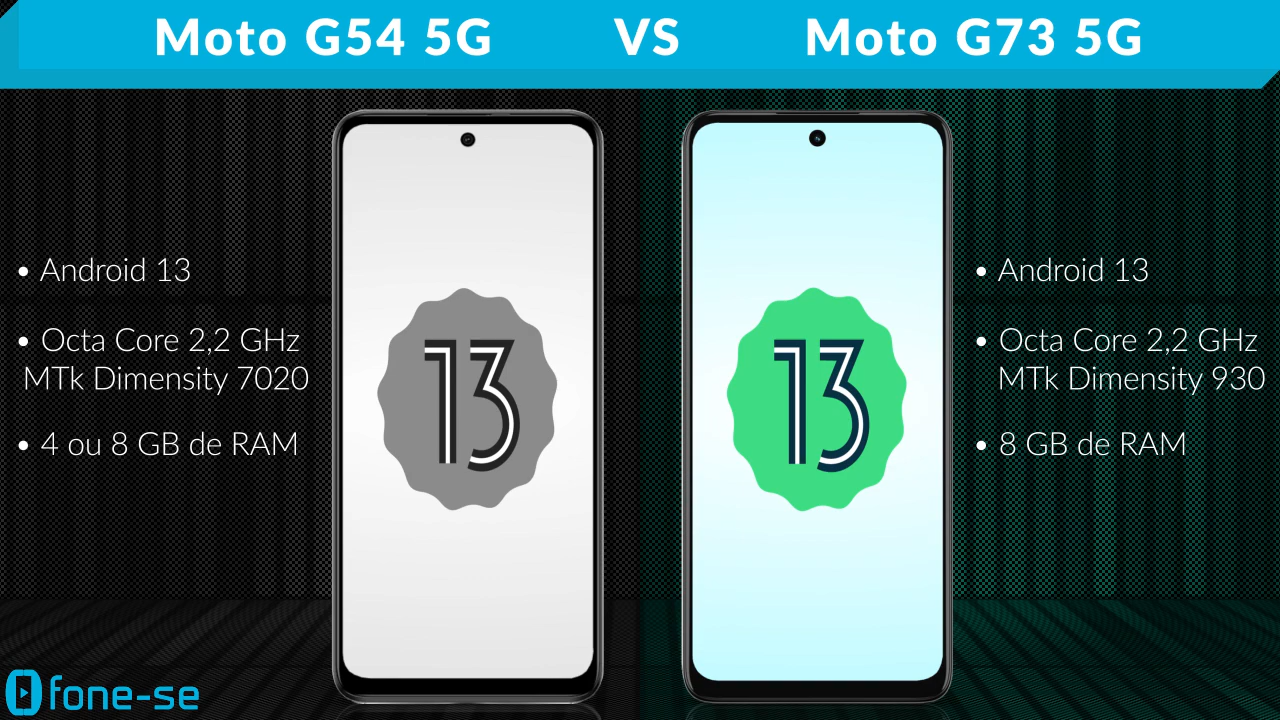 Moto G54 5G VS Moto G73 5G
• Android 13
• Octa Core 2,2 GHz
MTk Dimensity 7020
• 4 ou 8 GB de RAM
13
13
• Android 13
• Octa Core 2,2 GHz
MTk Dimensity 930
• 8 GB de RAM
fone-se